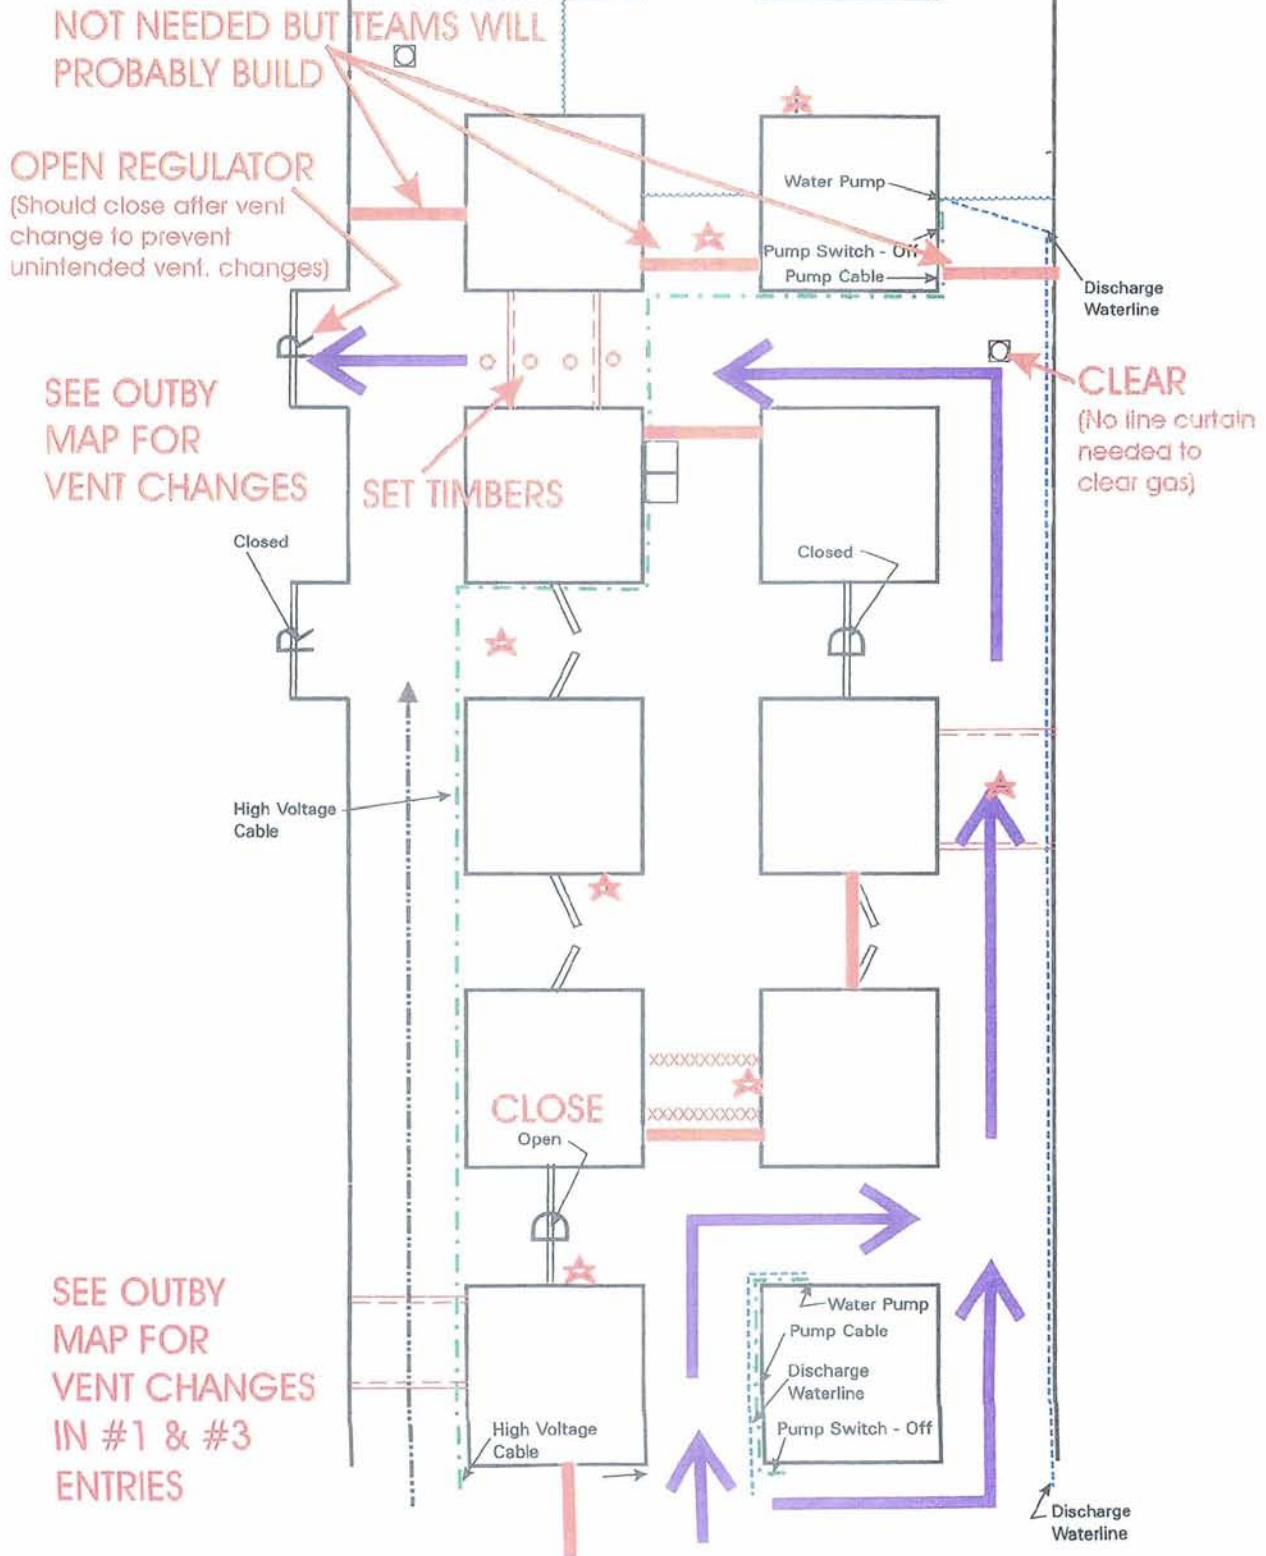 NOT NEEDED BUT TEAMS WILL
PROBABLY BUILD
OPEN REGULATOR
(Should close after vent
change to prevent
unintended vent. changes)
Water Pump
Pump Switch - Off
Pump Cable
Discharge
Waterline
R
CLEAR
(No line curtain
needed to
clear gas)
SEE OUTBY
MAP FOR
VENT CHANGES
SET TIMBERS
Closed
Closed
R
D
High Voltage
Cable
XXXXXXXXXX
XXXXXXXXXX
CLOSE
Open
D
SEE OUTBY
MAP FOR
VENT CHANGES
IN #1 & #3
ENTRIES
Water Pump
Pump Cable
Discharge
Waterline
Pump Switch - Off
High Voltage
Cable
Discharge
Waterline